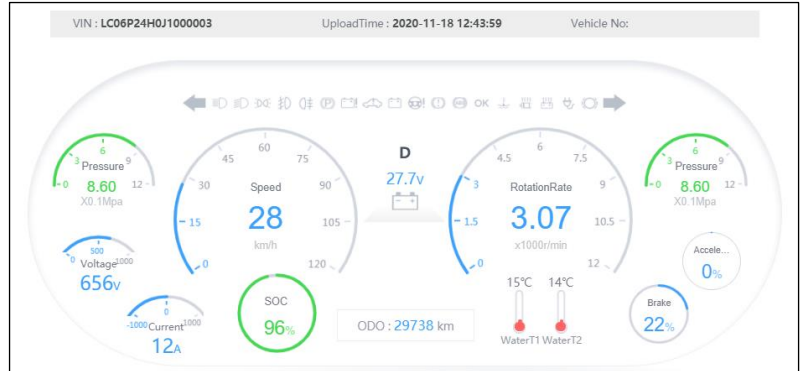 VIN : LC06P24H0J1000003 UploadTime : 2020-11-18 12:43:59 Vehicle No:
OK
0 3 6 9 12
Pressure
8.60
X0.1Mpa
0 15 30 45 60 75 90 105 120
Speed
28
km/h
D
27.7v
0 1.5 3 4.5 6 7.5 9 10.5 12
RotationRate
3.07
x1000r/min
0 3 6 9 12
Pressure
8.60
X0.1Mpa
0 500 1000
Voltage
656v
-1000 0 1000
Current
12A
SOC
96%
ODO : 29738 km
15℃ 14℃
WaterT1 WaterT2
Accele...
0%
Brake
22%